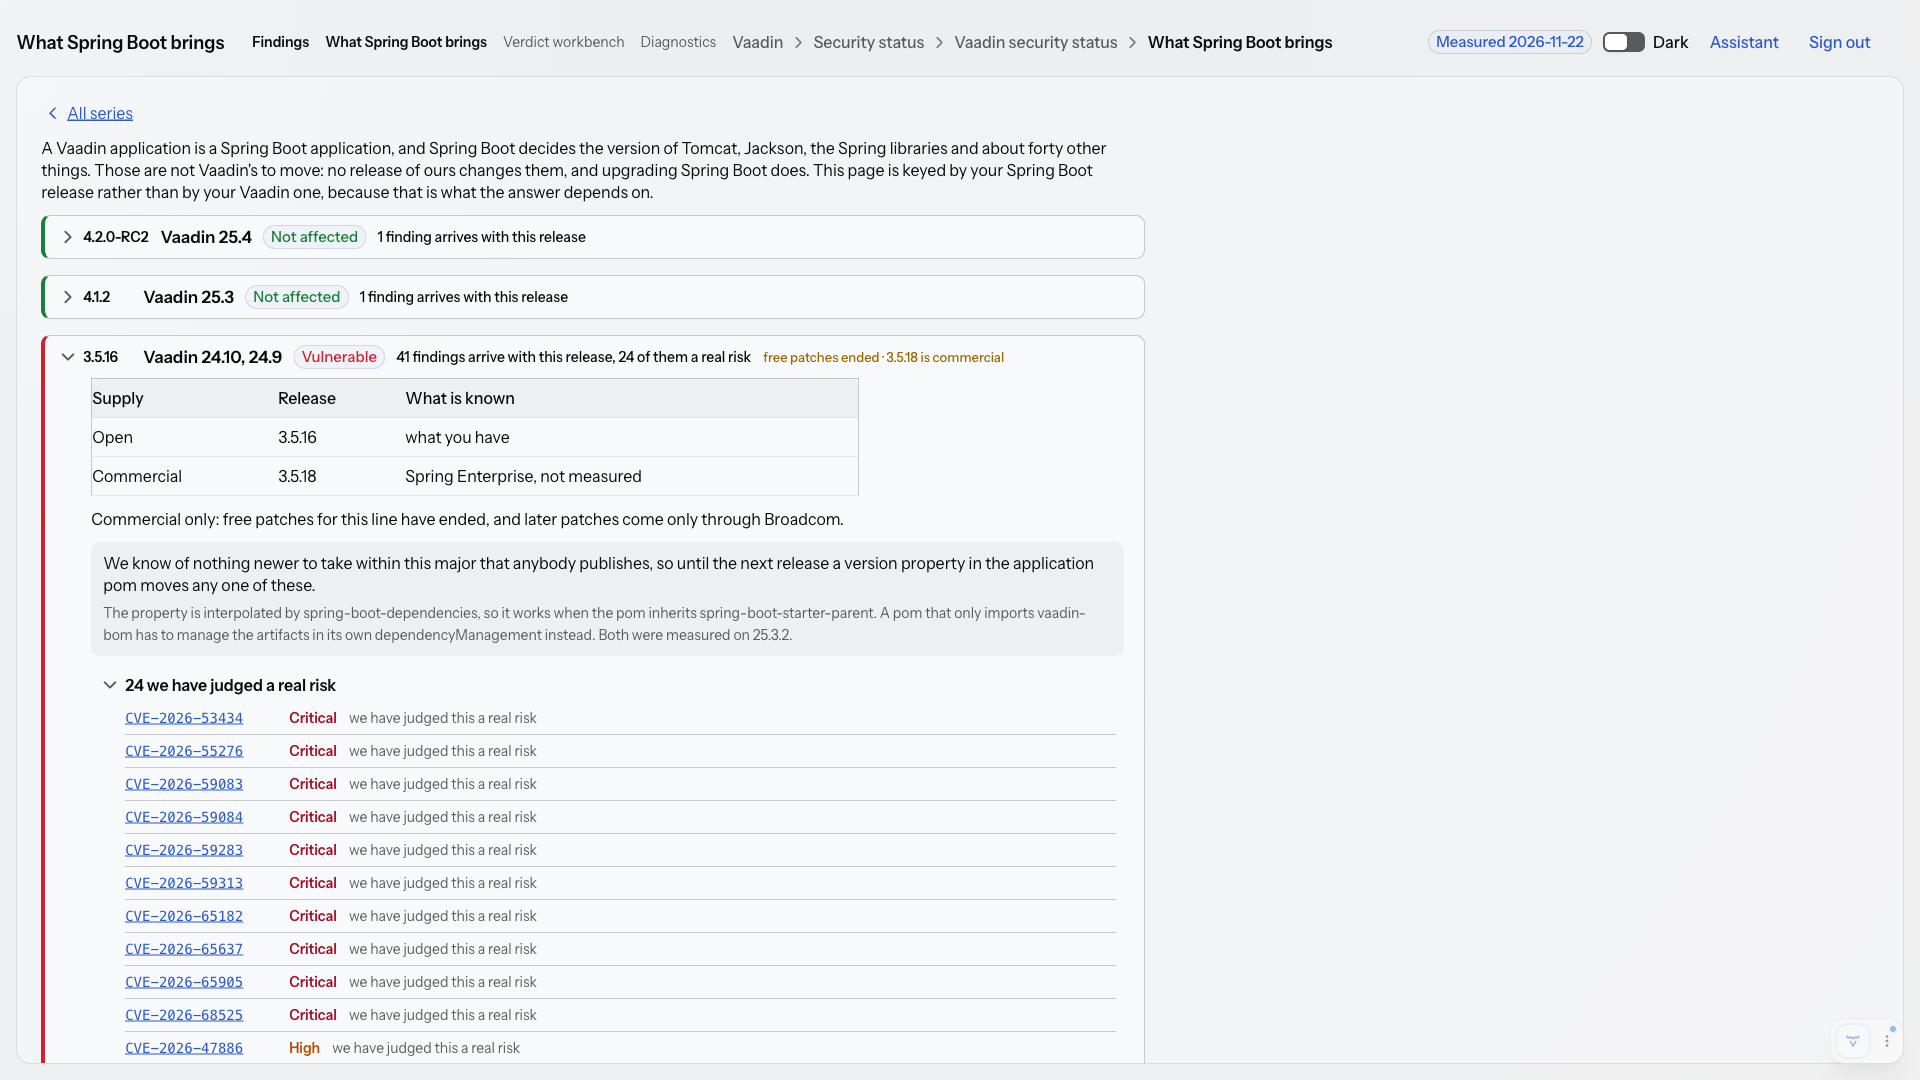 What Spring Boot brings Findings What Spring Boot brings Verdict workbench Diagnostics Vaadin Security status Vaadin security status What Spring Boot brings Measured 2026-11-22 Dark Assistant Sign out
All series
A Vaadin application is a Spring Boot application, and Spring Boot decides the version of Tomcat, Jackson, the Spring libraries and about forty other
things. Those are not Vaadin's to move: no release of ours changes them, and upgrading Spring Boot does. This page is keyed by your Spring Boot
release rather than by your Vaadin one, because that is what the answer depends on.
4.2.0-RC2 Vaadin 25.4 Not affected 1 finding arrives with this release
4.1.2 Vaadin 25.3 Not affected 1 finding arrives with this release
3.5.16 Vaadin 24.10, 24.9 Vulnerable 41 findings arrive with this release, 24 of them a real risk free patches ended · 3.5.18 is commercial
Supply Release What is known
Open 3.5.16 what you have
Commercial 3.5.18 Spring Enterprise, not measured
Commercial only: free patches for this line have ended, and later patches come only through Broadcom.
We know of nothing newer to take within this major that anybody publishes, so until the next release a version property in the application
pom moves any one of these.
The property is interpolated by spring-boot-dependencies, so it works when the pom inherits spring-boot-starter-parent. A pom that only imports vaadin-
bom has to manage the artifacts in its own dependencyManagement instead. Both were measured on 25.3.2.
24 we have judged a real risk
CVE-2026-53434 Critical we have judged this a real risk
CVE-2026-55276 Critical we have judged this a real risk
CVE-2026-59083 Critical we have judged this a real risk
CVE-2026-59084 Critical we have judged this a real risk
CVE-2026-59283 Critical we have judged this a real risk
CVE-2026-59313 Critical we have judged this a real risk
CVE-2026-65182 Critical we have judged this a real risk
CVE-2026-65637 Critical we have judged this a real risk
CVE-2026-65905 Critical we have judged this a real risk
CVE-2026-68525 Critical we have judged this a real risk
CVE-2026-47886 High we have judged this a real risk